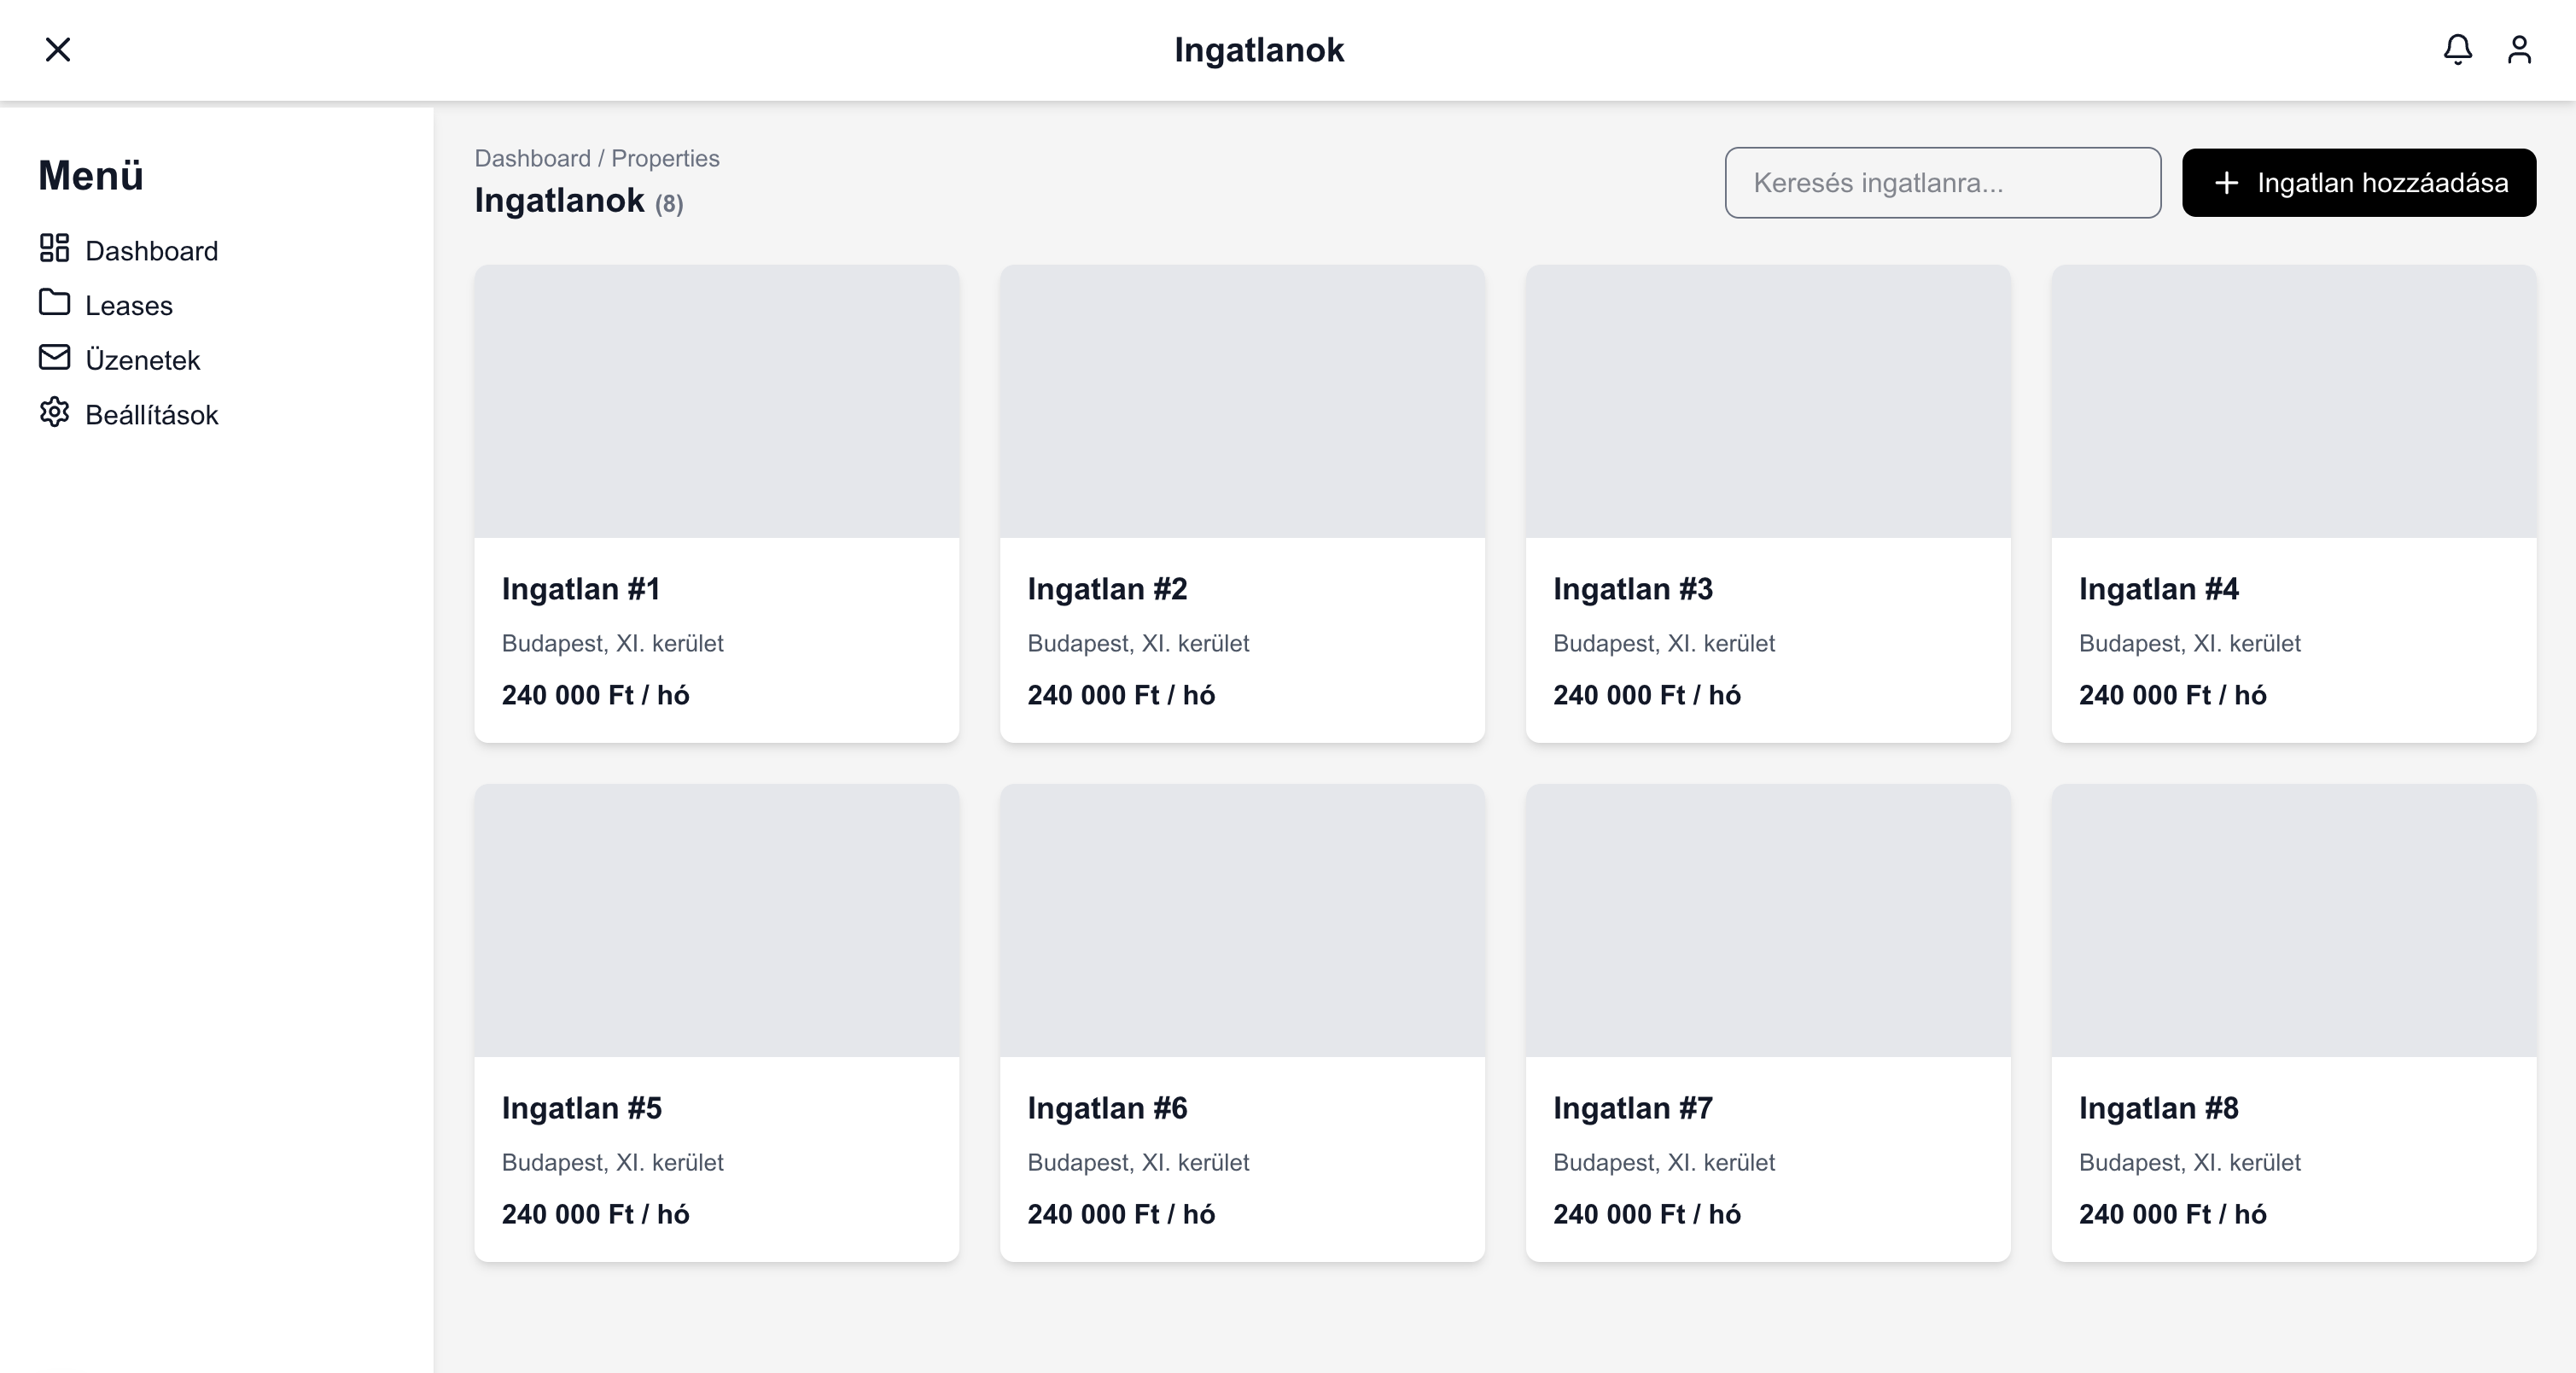 Ingatlanok
Menü
Dashboard
Leases
Üzenetek
Beállítások
Dashboard / Properties
Ingatlanok (8)
Keresés ingatlanra...
Ingatlan hozzáadása
Ingatlan #1
Budapest, XI. kerület
240 000 Ft / hó
Ingatlan #2
Budapest, XI. kerület
240 000 Ft / hó
Ingatlan #3
Budapest, XI. kerület
240 000 Ft / hó
Ingatlan #4
Budapest, XI. kerület
240 000 Ft / hó
Ingatlan #5
Budapest, XI. kerület
240 000 Ft / hó
Ingatlan #6
Budapest, XI. kerület
240 000 Ft / hó
Ingatlan #7
Budapest, XI. kerület
240 000 Ft / hó
Ingatlan #8
Budapest, XI. kerület
240 000 Ft / hó